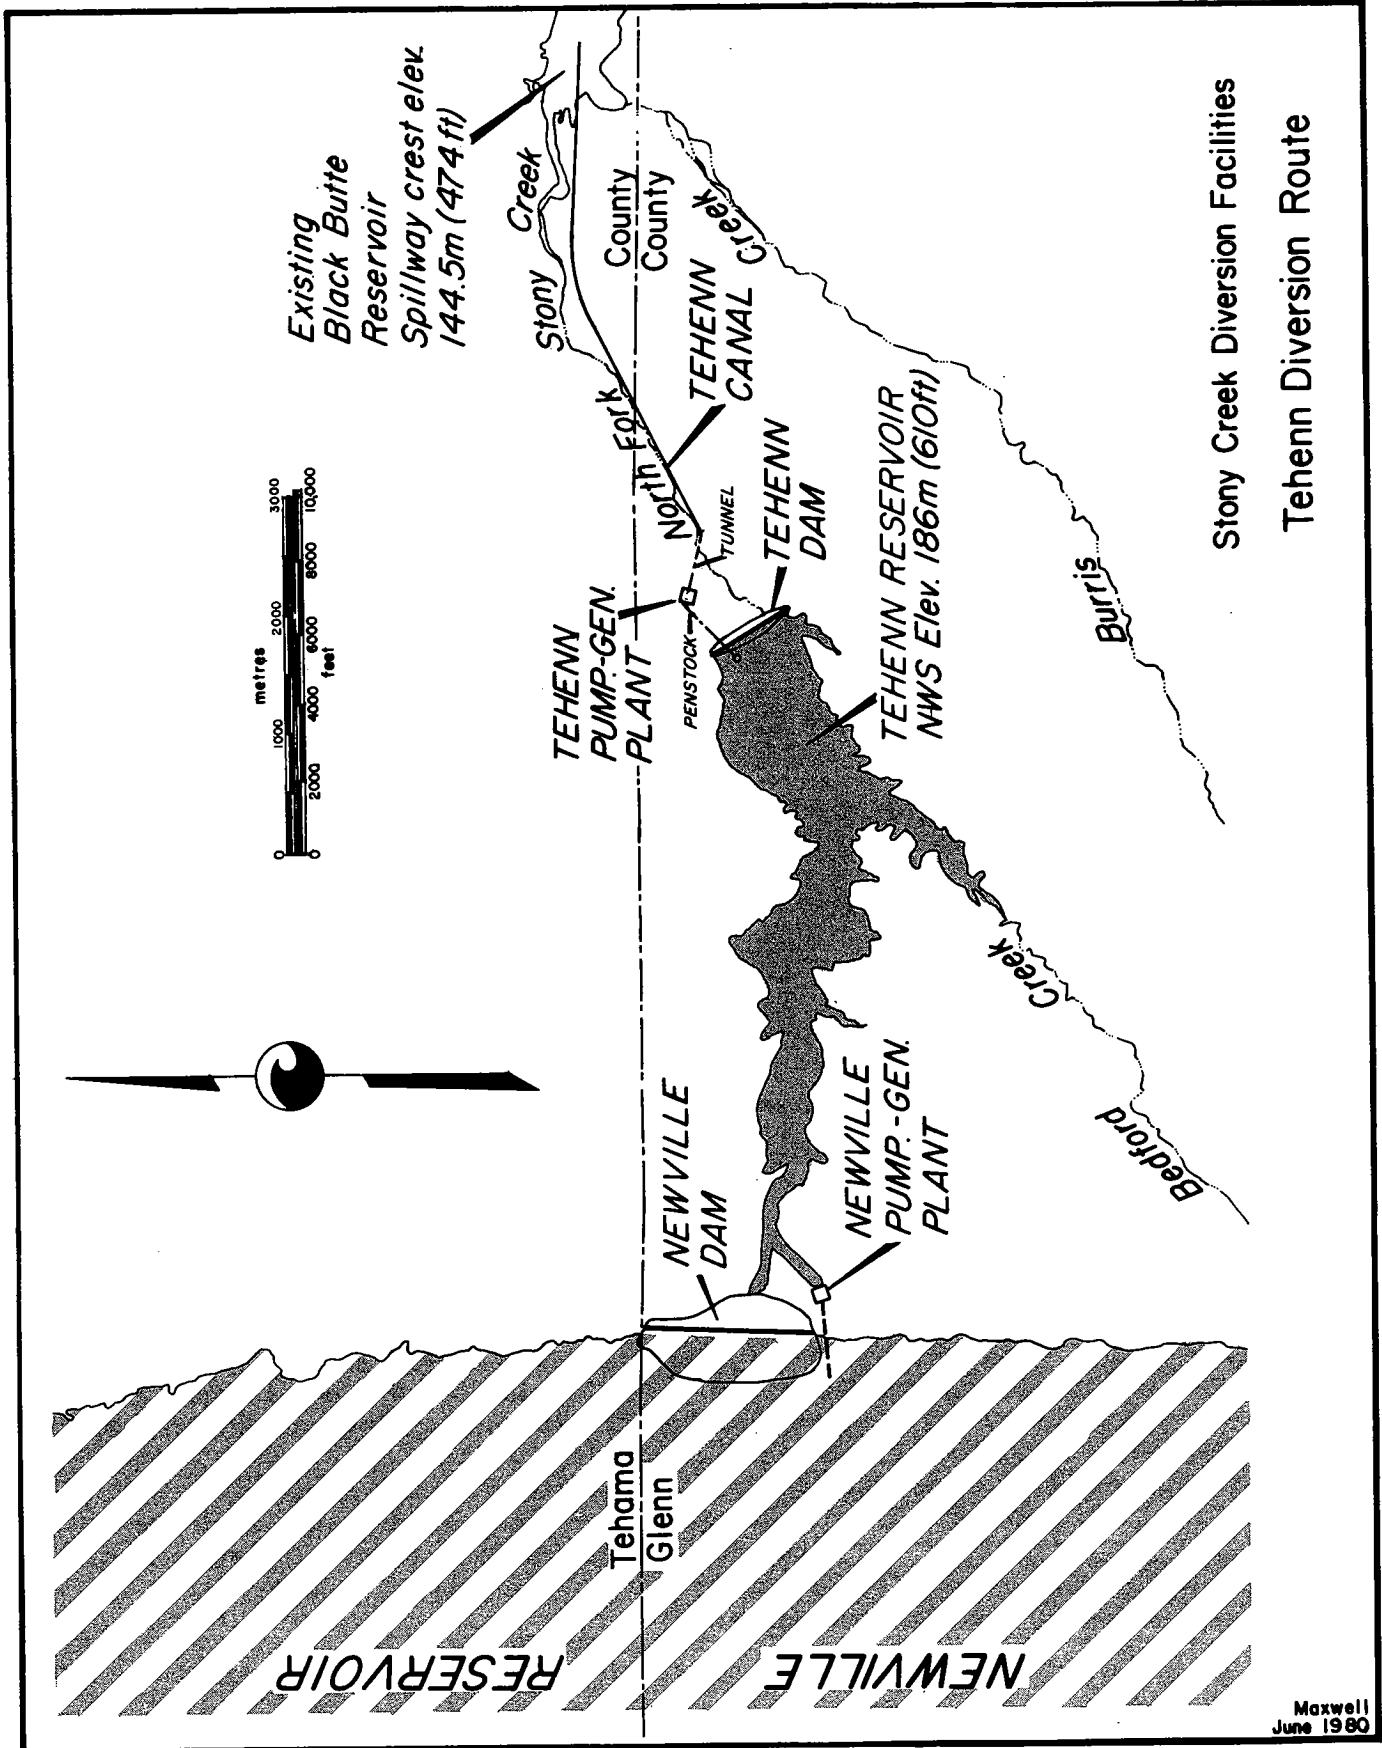 Existing
Black Butte
Reservoir
Spillway crest elev.
144.5m (474 ft)
Stony Creek
North Fork
County
County
Creek
Burris
TEHENN
CANAL
TUNNEL
TEHENN
DAM
TEHENN
PUMP.-GEN.
PLANT
PENSTOCK
TEHENN RESERVOIR
NWS Elev. 186m (610ft)
metres
0 1000 2000 3000
0 2000 4000 6000 8000 10,000
feet
Creek
Bedford
NEWVILLE
DAM
NEWVILLE
PUMP.-GEN.
PLANT
Tehama
Glenn
NEWVILLE
RESERVOIR
Stony Creek Diversion Facilities
Tehenn Diversion Route
Maxwell
June 1980